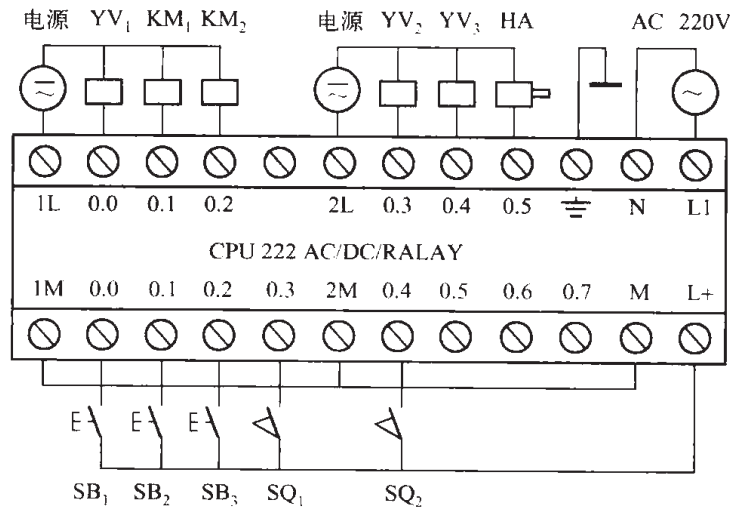 电源 YV₁ KM₁ KM₂ 电源 YV₂ YV₃ HA AC 220V
1L 0.0 0.1 0.2 2L 0.3 0.4 0.5 N L1
CPU 222 AC/DC/RALAY
1M 0.0 0.1 0.2 0.3 2M 0.4 0.5 0.6 0.7 M L+
SB₁ SB₂ SB₃ SQ₁ SQ₂